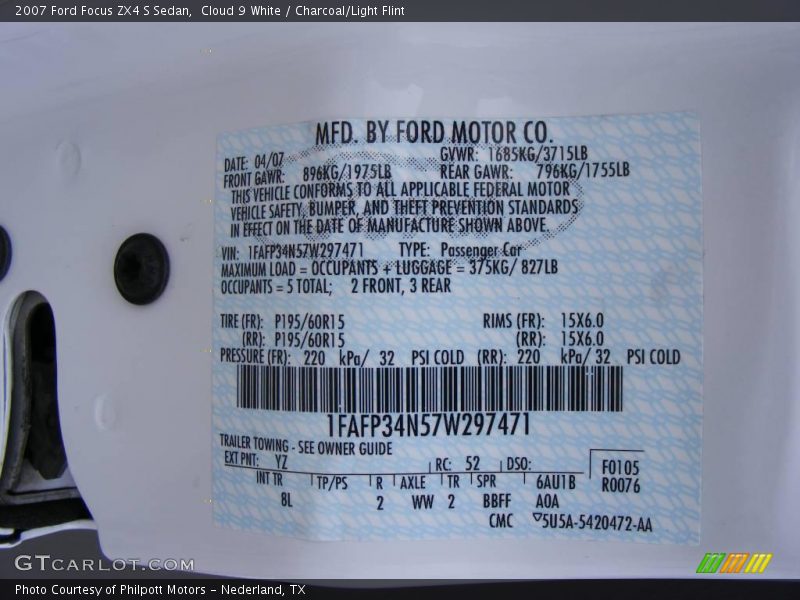 2007 Ford Focus ZX4 S Sedan, Cloud 9 White / Charcoal/Light Flint
MFD. BY FORD MOTOR CO.
DATE: 04/07 GVWR: 1685KG/3715LB
FRONT GAWR: 896KG/1975LB REAR GAWR: 796KG/1755LB
THIS VEHICLE CONFORMS TO ALL APPLICABLE FEDERAL MOTOR
VEHICLE SAFETY, BUMPER, AND THEFT PREVENTION STANDARDS
IN EFFECT ON THE DATE OF MANUFACTURE SHOWN ABOVE.
VIN: 1FAFP34N57W297471 TYPE: Passenger Car
MAXIMUM LOAD = OCCUPANTS + LUGGAGE = 375KG/ 827LB
OCCUPANTS = 5 TOTAL; 2 FRONT, 3 REAR
TIRE (FR): P195/60R15 RIMS (FR): 15X6.0
(RR): P195/60R15 (RR): 15X6.0
PRESSURE (FR): 220 kPa/ 32 PSI COLD (RR): 220 kPa/ 32 PSI COLD
1FAFP34N57W297471
TRAILER TOWING - SEE OWNER GUIDE
EXT PNT: YZ RC: 52 DSO: F0105
INT TR TP/PS R AXLE TR SPR 6AU1B R0076
8L 2 WW 2 BBFF A0A
CMC 5U5A-5420472-AA
GTCARLOT.COM
Photo Courtesy of Philpott Motors - Nederland, TX